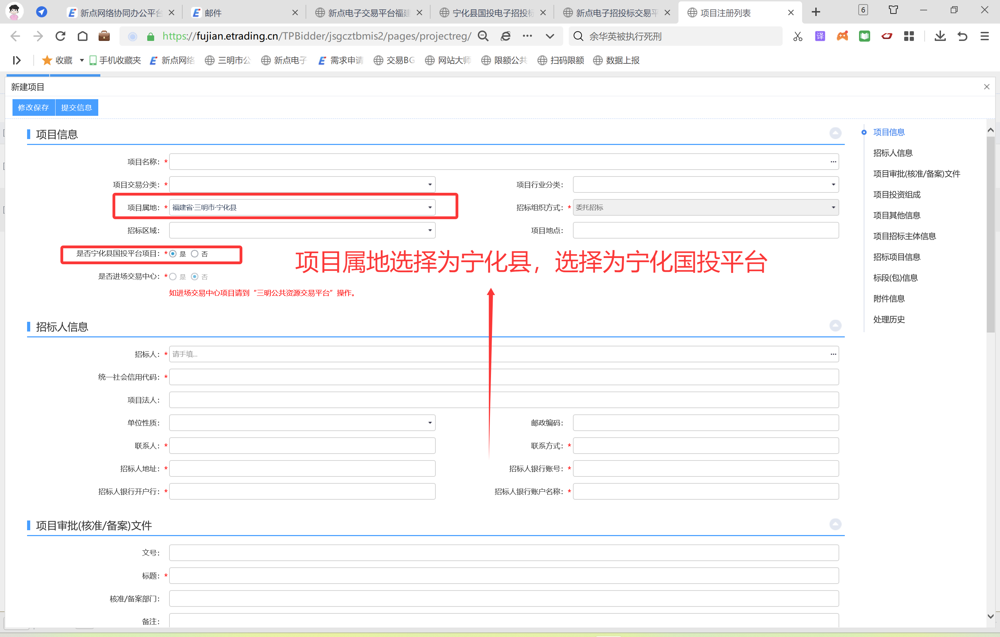 新点网络协同办公平台
邮件
新点电子交易平台福建
宁化县国投电子招投标
新点电子招投标交易平
项目注册列表
6
https://fujian.etrading.cn/TPBidder/jsgcztbmis2/pages/projectreg/
余华英被执行死刑
译
收藏
手机收藏夹
新点网络
三明市公
新点电子
需求申请
交易BG
网站大师
限额公共
扫码限额
数据上报
新建项目
修改保存
提交信息
项目信息
项目名称： *
项目交易分类： *
项目行业分类：
项目属地： * 福建省·三明市·宁化县
招标组织方式： * 委托招标
招标区域：
项目地点：
是否宁化县国投平台项目： * 是 否
项目属地选择为宁化县，选择为宁化国投平台
是否进场交易中心： * 是 否
如进场交易中心项目请到“三明公共资源交易平台”操作。
招标人信息
招标人： * 请手填...
统一社会信用代码： *
项目法人：
单位性质：
邮政编码：
联系人： *
联系方式： *
招标人地址： *
招标人银行账号： *
招标人银行开户行： *
招标人银行账户名称： *
项目审批(核准/备案)文件
文号：
标题： *
核准/备案部门：
备注：
项目信息
招标人信息
项目审批(核准/备案)文件
项目投资组成
项目其他信息
项目招标主体信息
招标项目信息
标段(包)信息
附件信息
处理历史